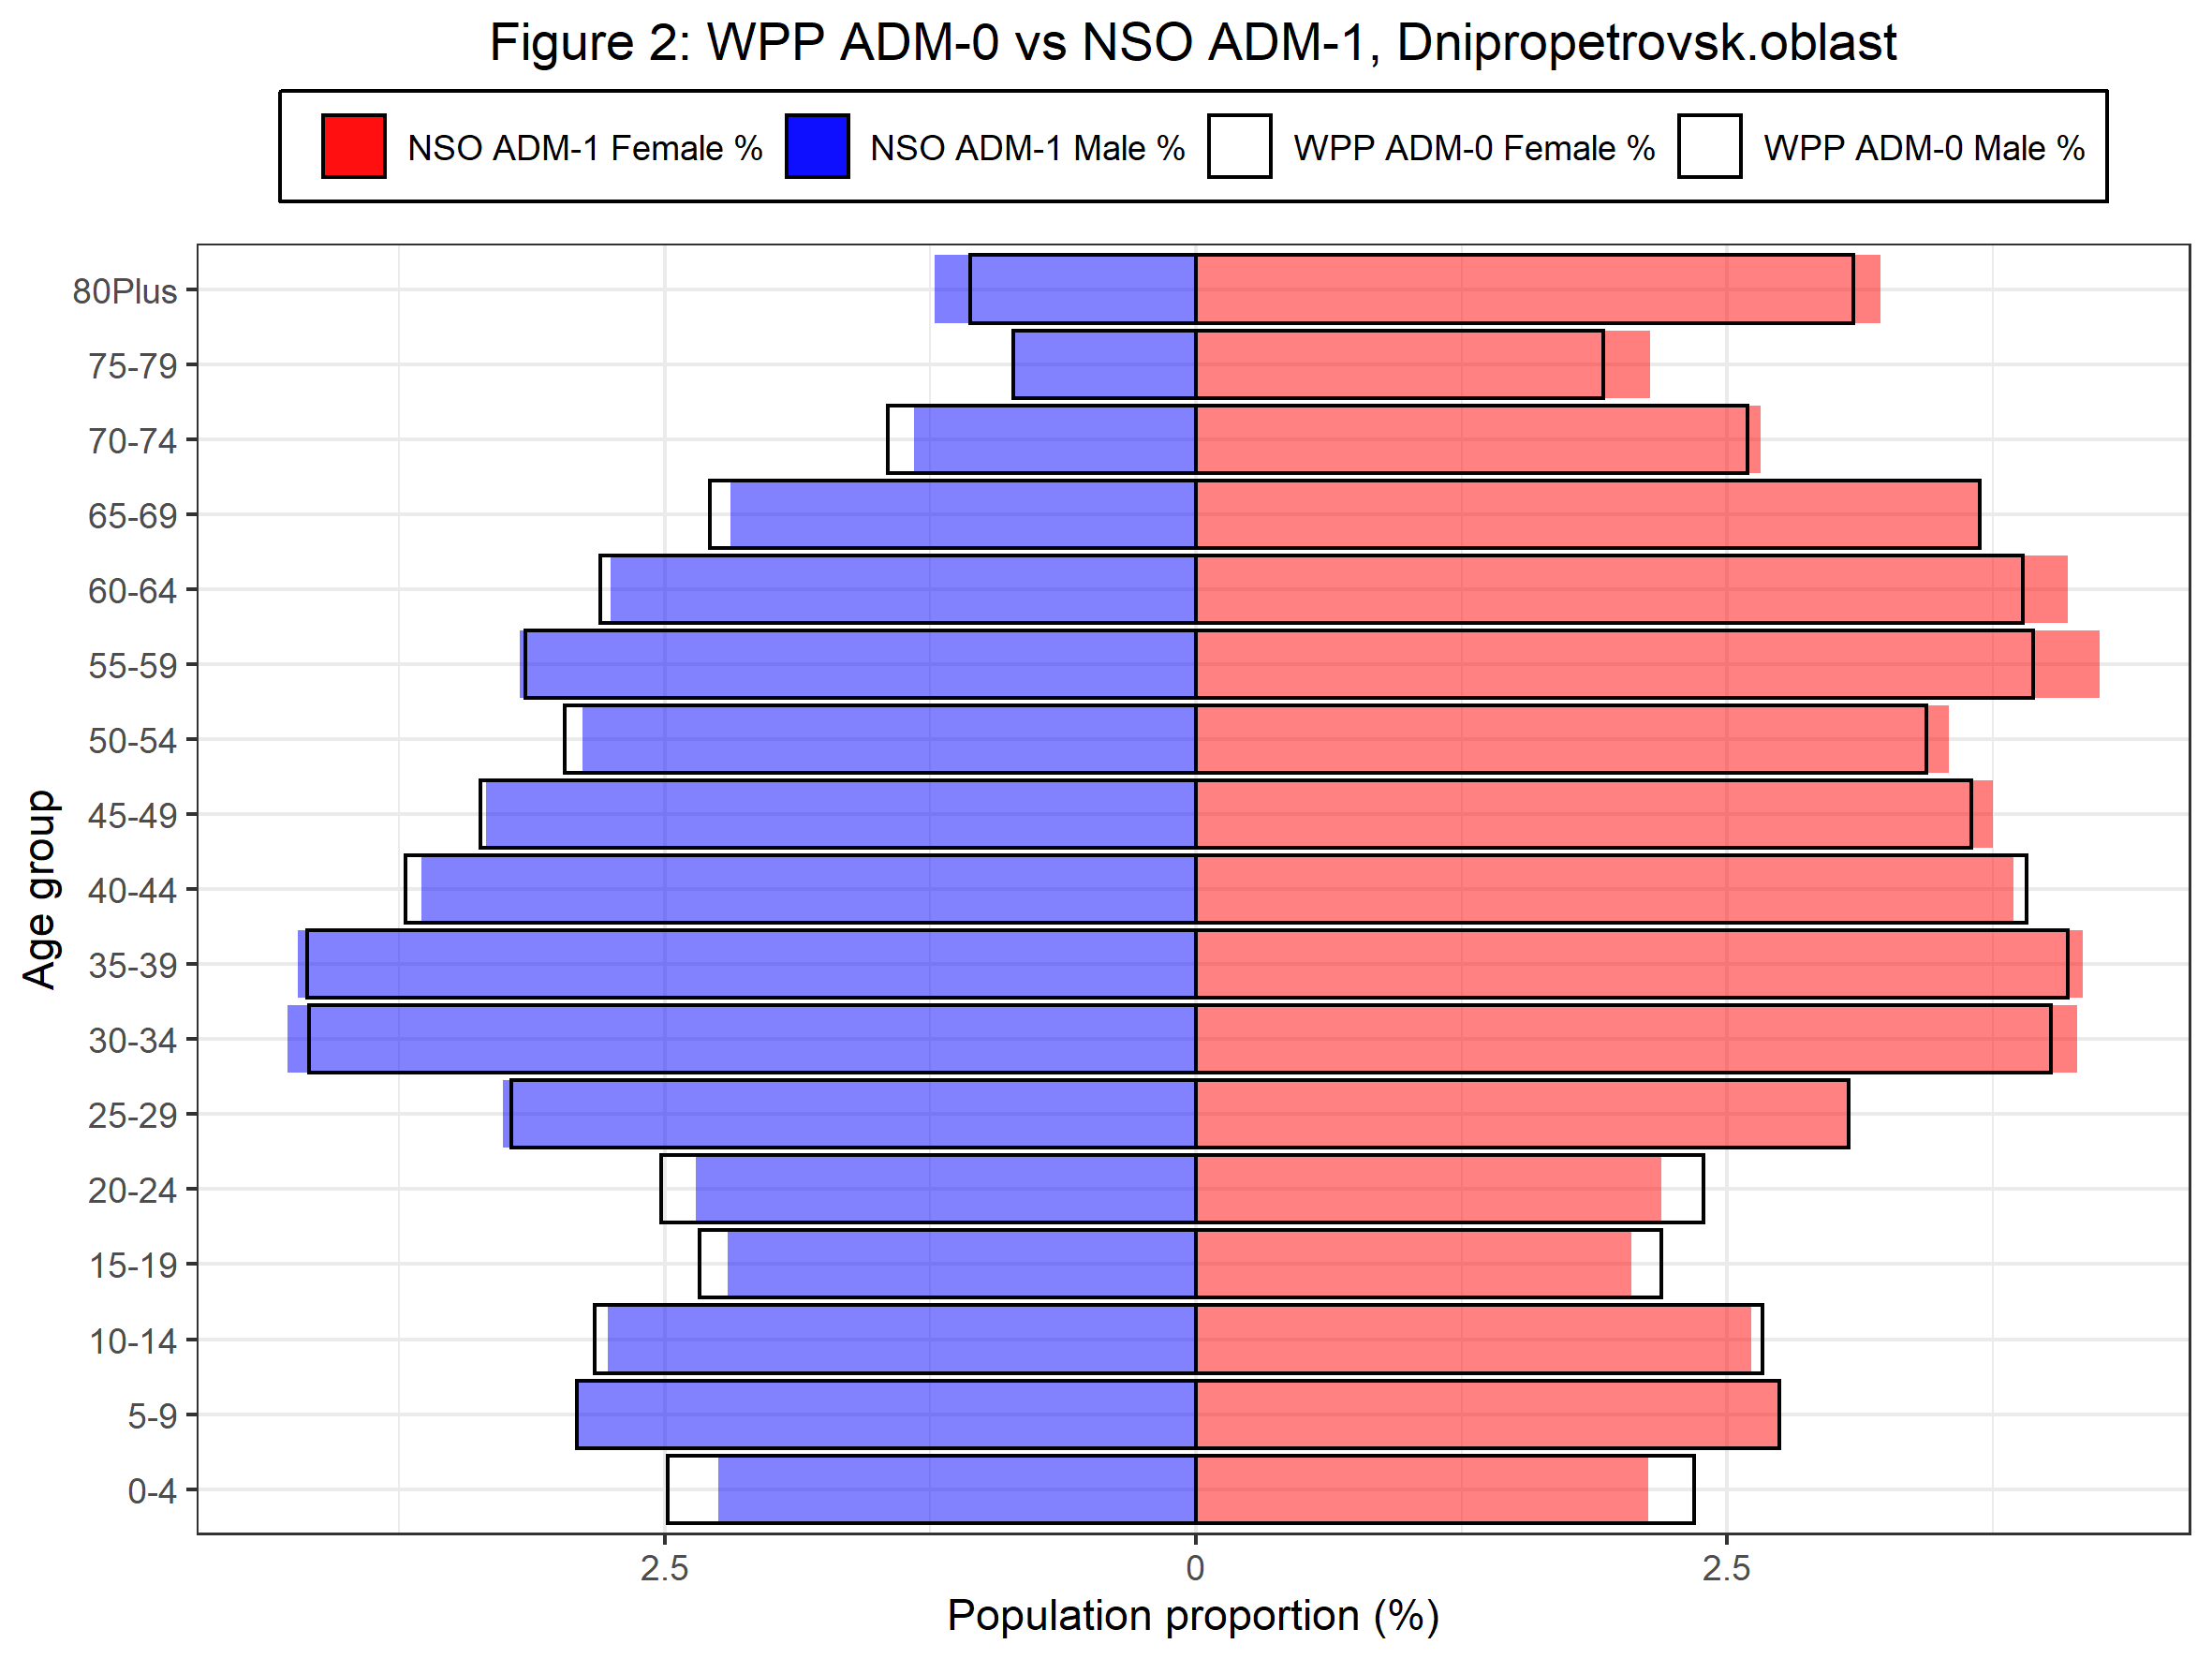 Figure 2: WPP ADM-0 vs NSO ADM-1, Dnipropetrovsk.oblast
NSO ADM-1 Female % NSO ADM-1 Male % WPP ADM-0 Female % WPP ADM-0 Male %
80Plus
75-79
70-74
65-69
60-64
55-59
50-54
45-49
40-44
35-39
30-34
25-29
20-24
15-19
10-14
5-9
0-4
Age group
2.5 0 2.5
Population proportion (%)